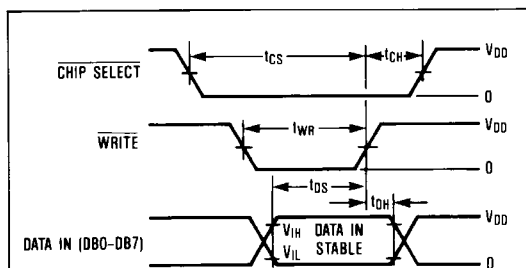 tCS
tCH
VDD
CHIP SELECT
0
tWR
VDD
WRITE
0
tDS
tDH
VDD
VIH
DATA IN
DATA IN (DB0–DB7)
VIL
STABLE
0